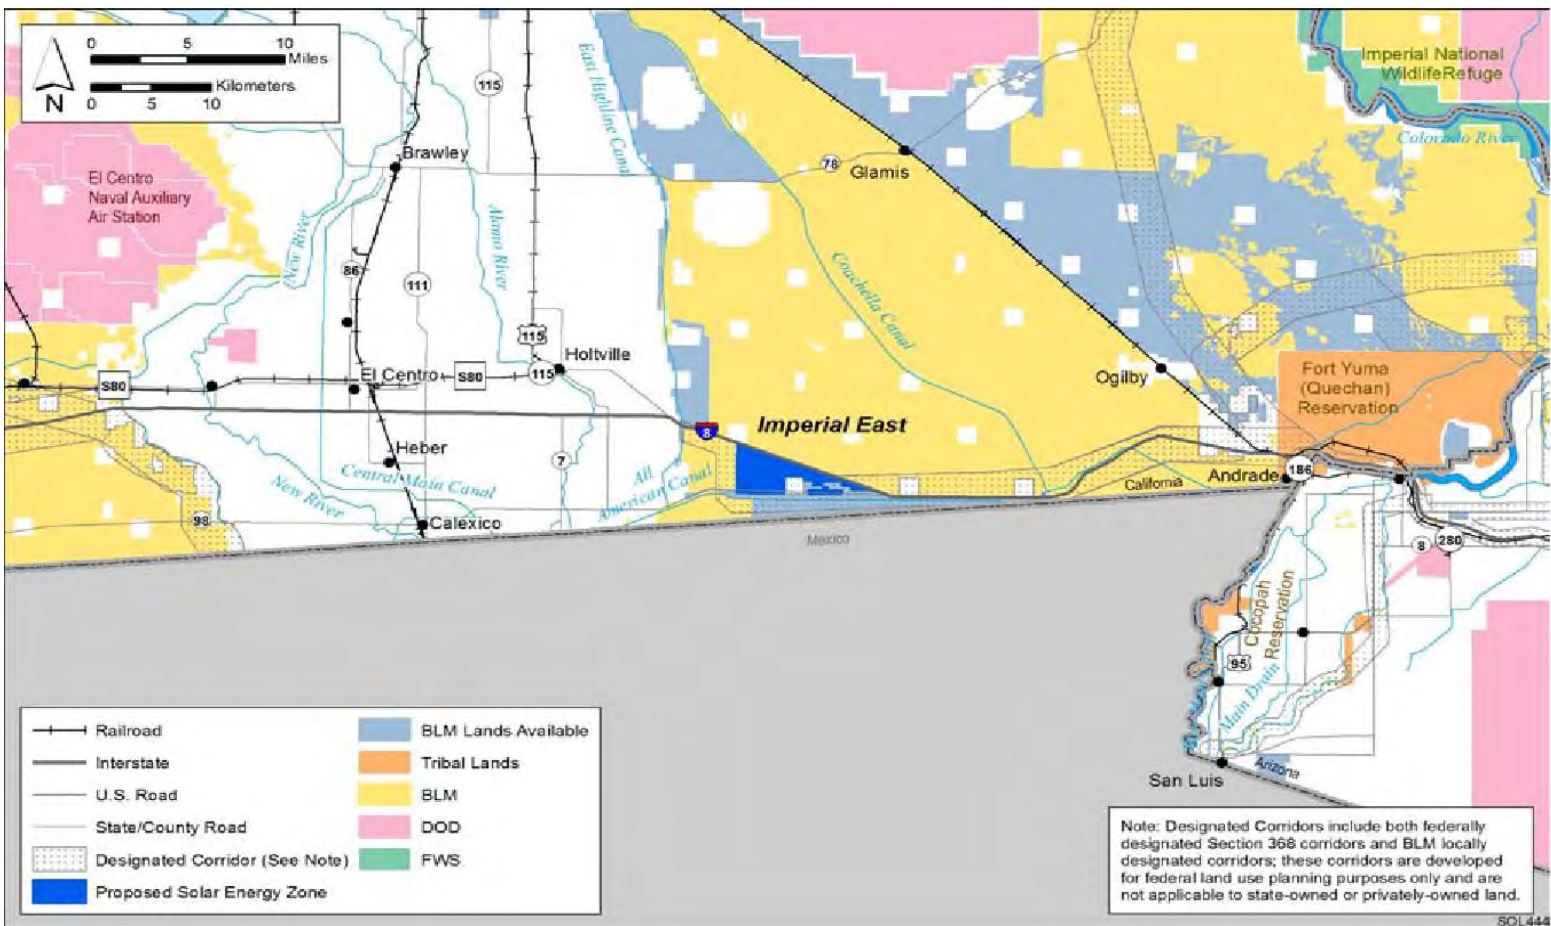 0 5 10
Miles
Kilometers
0 5 10
N
115
East Highline Canal
Imperial National
WildlifeRefuge
Colorado River
Brawley
78
Glamis
El Centro
Naval Auxiliary
Air Station
New River
Alamo River
86
111
Coachella Canal
115
Holtville
S80
El Centro
S80
115
Ogilby
Fort Yuma
(Quechan)
Reservation
8
Imperial East
Heber
7
All
American Canal
Central Main Canal
New River
98
Calexico
California
Andrade
186
Mexico
8
280
Cocopah
Reservation
95
Main Drain
San Luis
Arizona
Railroad
Interstate
U.S. Road
State/County Road
Designated Corridor (See Note)
Proposed Solar Energy Zone
BLM Lands Available
Tribal Lands
BLM
DOD
FWS
Note: Designated Corridors include both federally
designated Section 368 corridors and BLM locally
designated corridors; these corridors are developed
for federal land use planning purposes only and are
not applicable to state-owned or privately-owned land.
SOL444